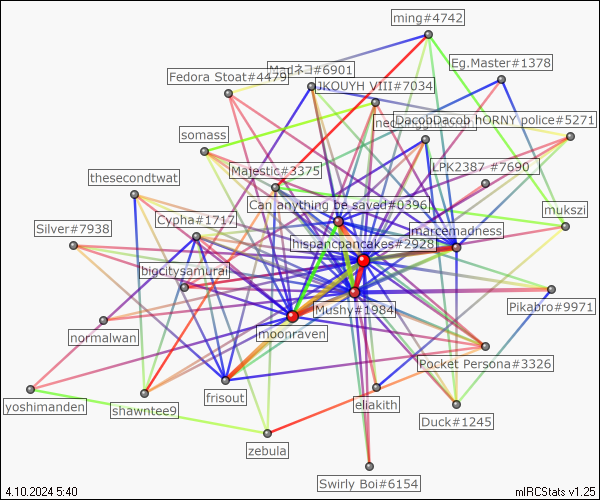 ming#4742
Eg.Master#1378
Madネコ#6901
Fedora Stoat#4479
JKOUYH VIII#7034
DacobDacob hORNY police#5271
somass
LPK2387 #7690
Majestic#3375
thesecondtwat
Can anything be saved#0396
mukszi
Cypha#1717
marcemadness
Silver#7938
hispancpancakes#2928
bigcitysamurai
Pikabro#9971
Mushy#1984
moonraven
normalwan
Pocket Persona#3326
frisout
eliakith
yoshimanden
shawntee9
Duck#1245
zebula
Swirly Boi#6154
4.10.2024 5:40
mIRCStats v1.25